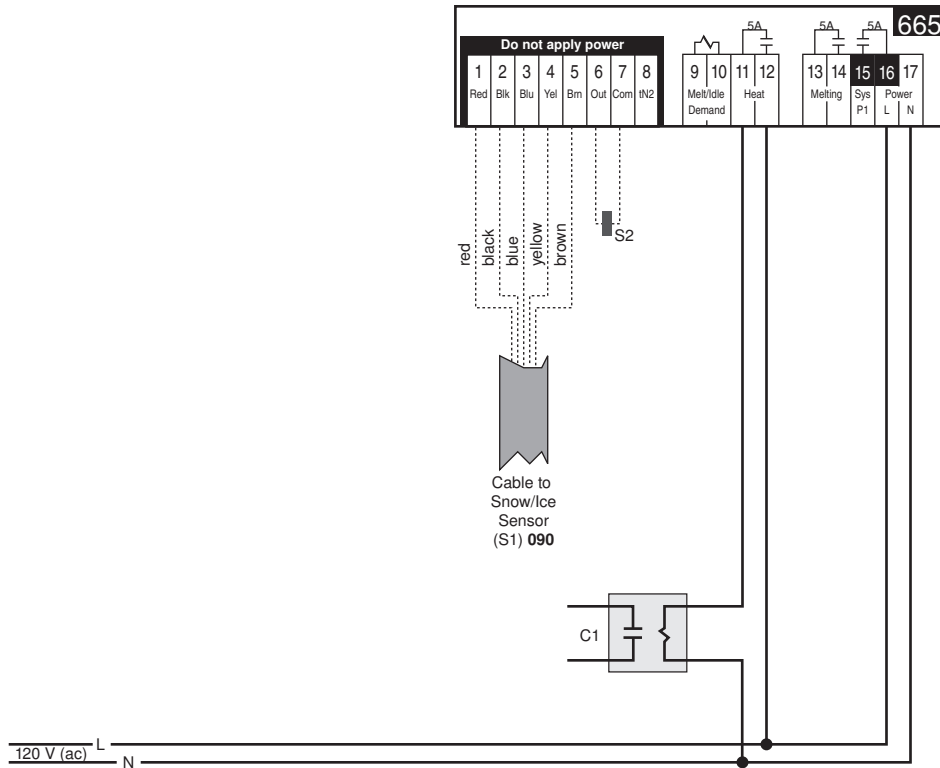 665
5A 5A 5A
Do not apply power
1 2 3 4 5 6 7 8 9 10 11 12 13 14 15 16 17
Red Blk Blu Yel Brn Out Com tN2 Melt/Idle Heat Melting Sys Power
Demand P1 L N
red
black
blue
yellow
brown
S2
Cable to
Snow/Ice
Sensor
(S1) 090
C1
L
120 V (ac)
N